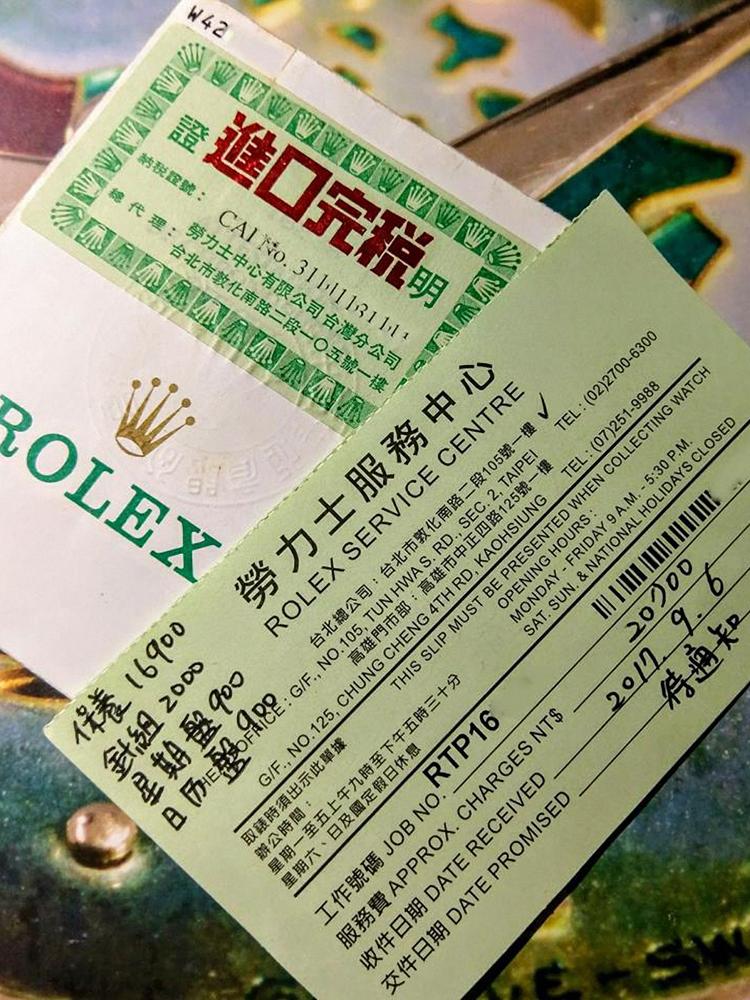 W42
證 進口完稅 明
納稅證號：
CAI No.
總代理：勞力士中心有限公司台灣分公司
台北市敦化南路二段一〇五號一樓
ROLEX
勞力士服務中心
ROLEX SERVICE CENTRE
台北總公司：台北市敦化南路二段105號一樓 ✓
HEAD OFFICE : G/F., NO.105, TUN HWA S. RD., SEC. 2, TAIPEI TEL : (02)2700-6300
高雄門市部：高雄市中正四路125號一樓
G/F., NO.125, CHUNG CHENG 4TH RD, KAOHSIUNG TEL : (07)251-9988
THIS SLIP MUST BE PRESENTED WHEN COLLECTING WATCH
取錶時須出示此單據
辦公時間： OPENING HOURS :
星期一至五上午九時至下午五時三十分 MONDAY - FRIDAY 9 A.M. - 5:30 P.M.
星期六、日及國定假日休息 SAT. SUN. & NATIONAL HOLIDAYS CLOSED
保養 16900
針組 2000
星期盤 900
日历盤 900
工作號碼 JOB NO. RTP16
服務費 APPROX. CHARGES NT$ 20700
收件日期 DATE RECEIVED 2017. 9. 6
交件日期 DATE PROMISED 待通知